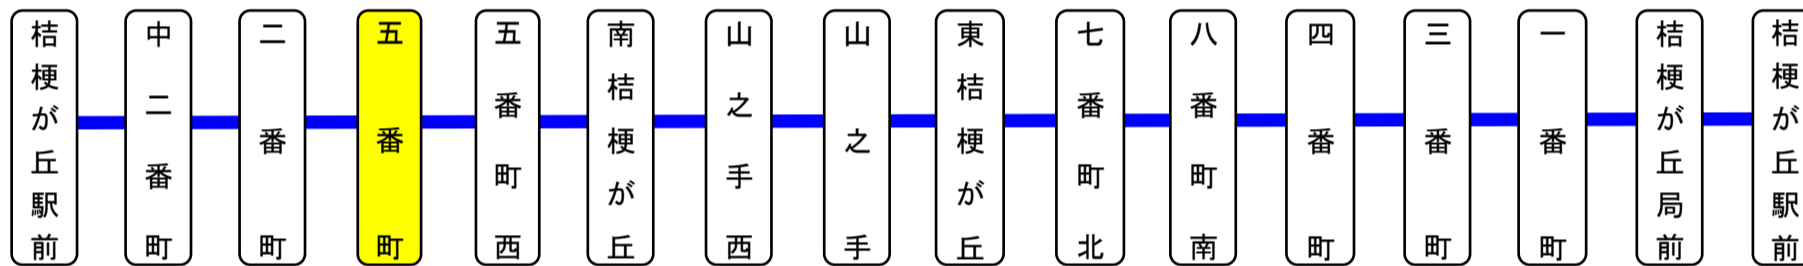 桔梗が丘駅前
中二番町
二番町
五番町
五番町西
南桔梗が丘
山之手西
山之手
東桔梗が丘
七番町北
八番町南
四番町
三番町
一番町
桔梗が丘局前
桔梗が丘駅前